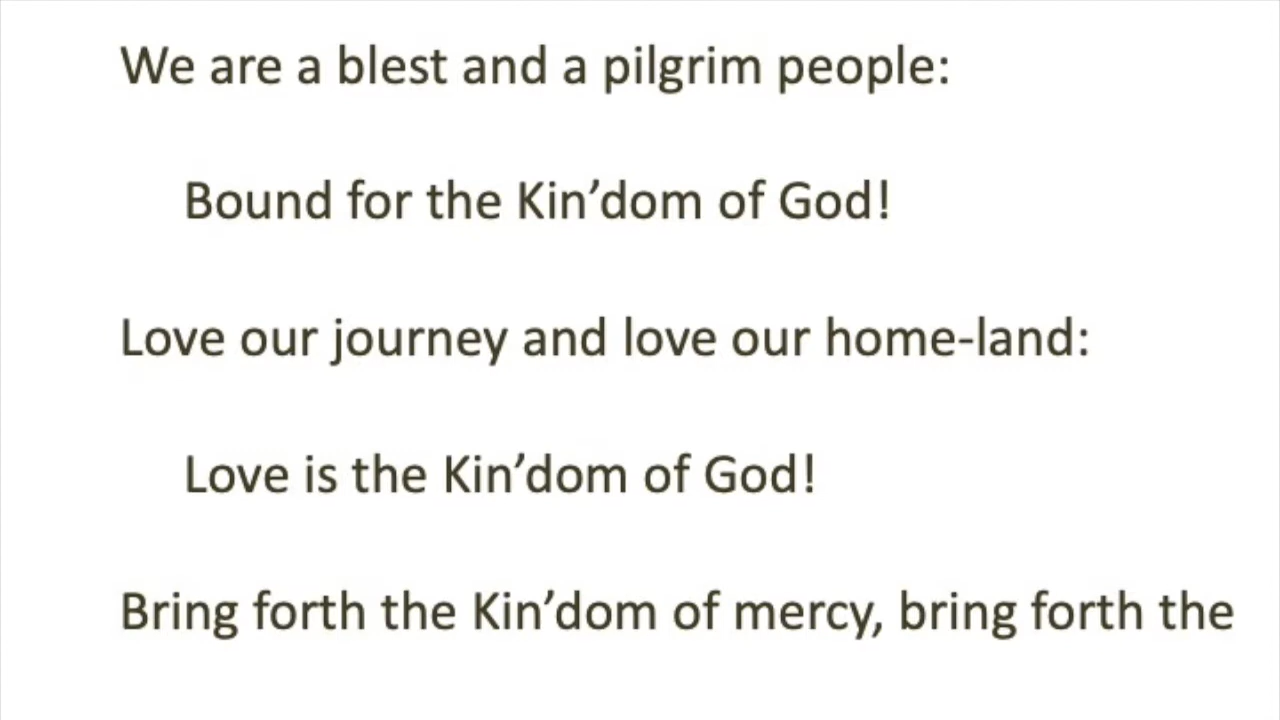 We are a blest and a pilgrim people:
Bound for the Kin’dom of God!
Love our journey and love our home-land:
Love is the Kin’dom of God!
Bring forth the Kin’dom of mercy, bring forth the